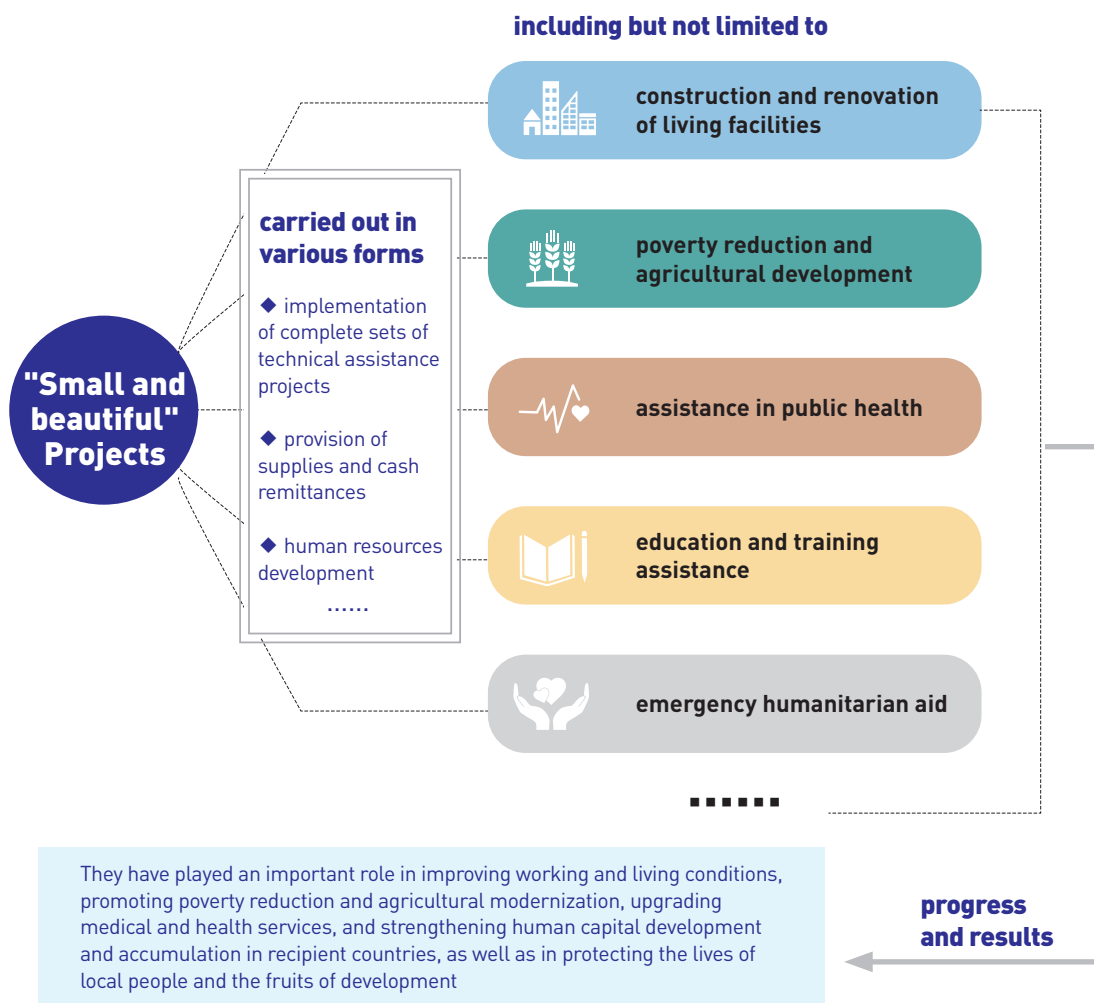 including but not limited to
construction and renovation
of living facilities
carried out in
various forms
◆ implementation
of complete sets of
technical assistance
projects
◆ provision of
supplies and cash
remittances
◆ human resources
development
......
"Small and
beautiful"
Projects
poverty reduction and
agricultural development
assistance in public health
education and training
assistance
emergency humanitarian aid
......
They have played an important role in improving working and living conditions,
promoting poverty reduction and agricultural modernization, upgrading
medical and health services, and strengthening human capital development
and accumulation in recipient countries, as well as in protecting the lives of
local people and the fruits of development
progress
and results